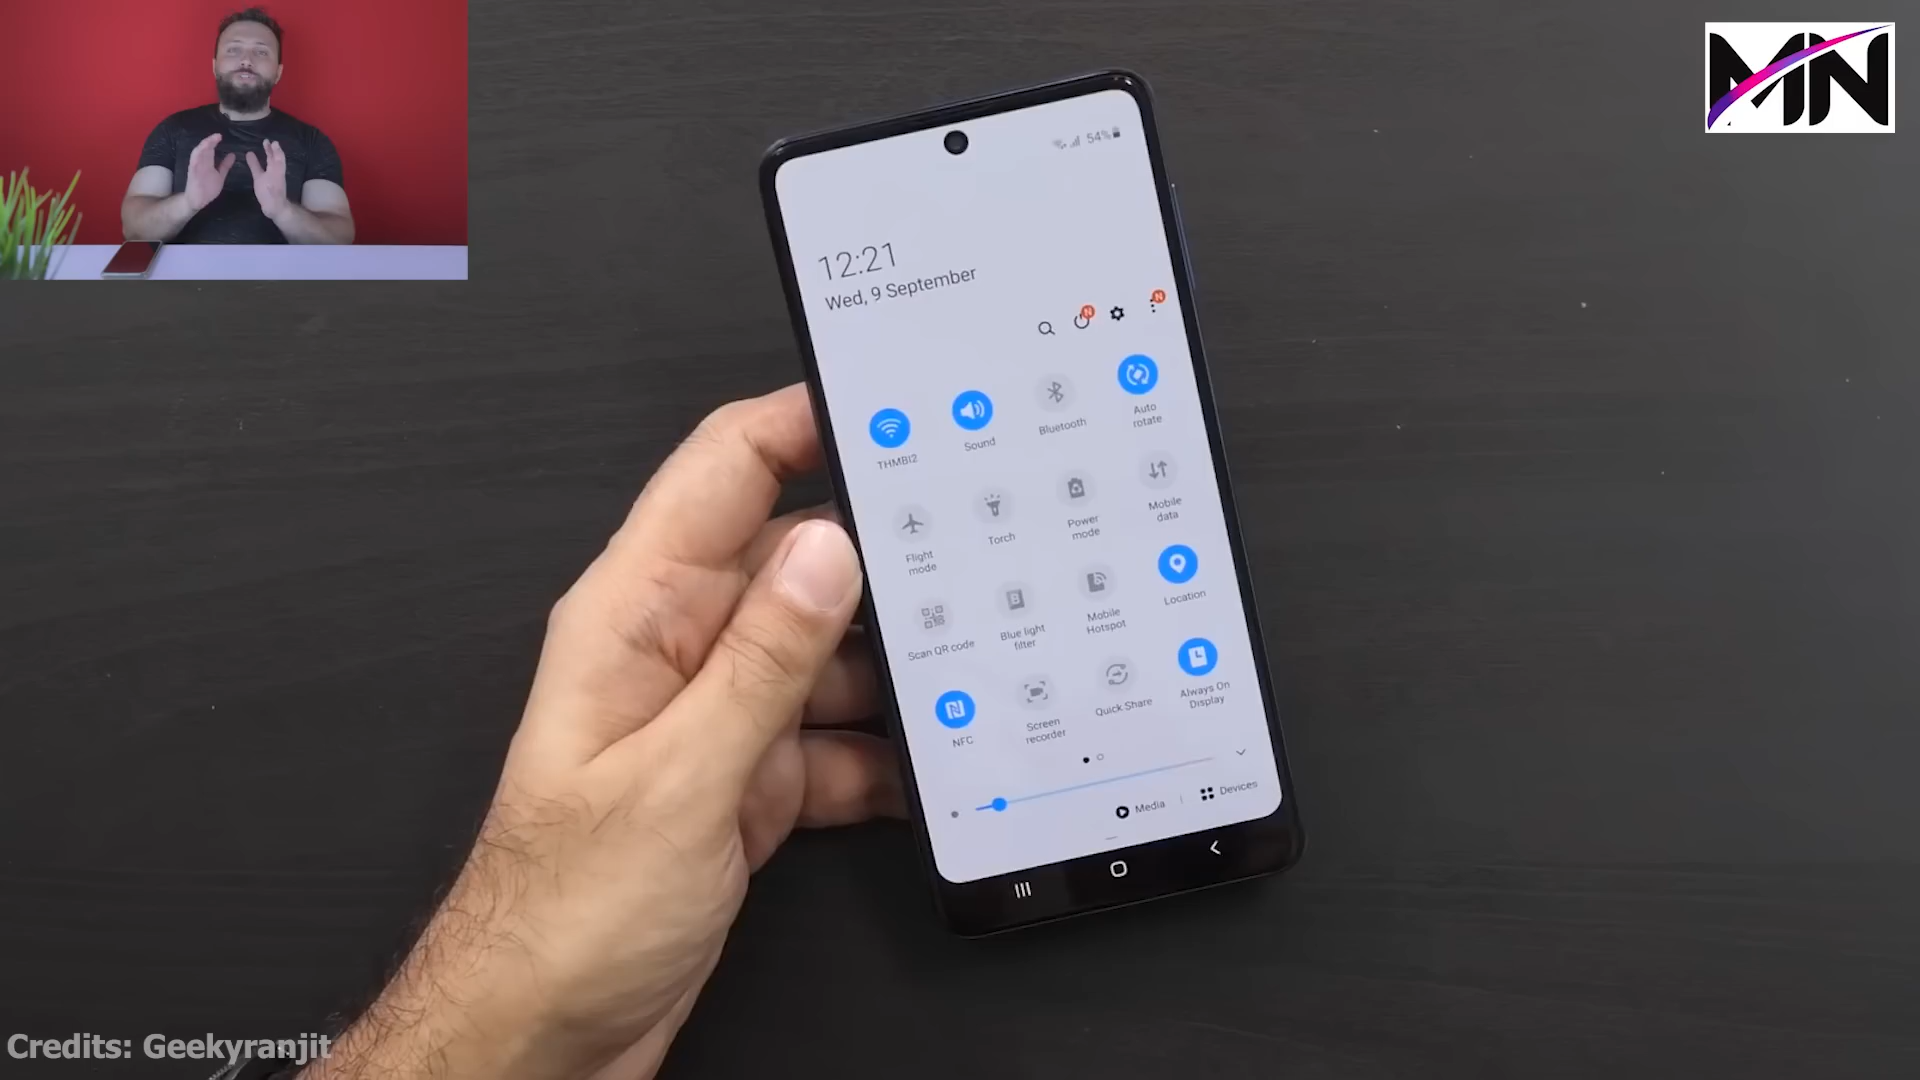 MN
54%
12:21
Wed, 9 September
N
N
THMBI2
Sound
Bluetooth
Auto
rotate
Flight
mode
Torch
Power
mode
Mobile
data
Scan QR code
Blue light
filter
Mobile
Hotspot
Location
NFC
Screen
recorder
Quick Share
Always On
Display
Media
Devices
Credits: Geekyranjit